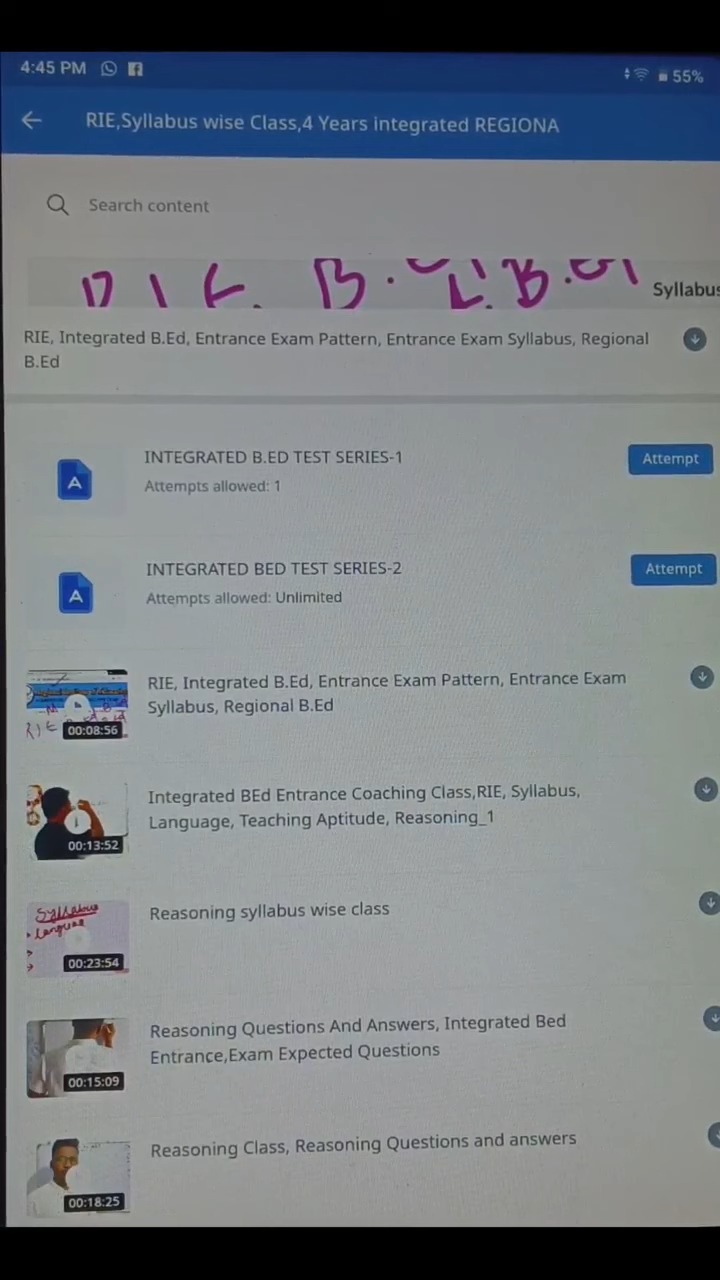 4:45 PM
55%
RIE,Syllabus wise Class,4 Years integrated REGIONA
Search content
Syllabus
RIE, Integrated B.Ed, Entrance Exam Pattern, Entrance Exam Syllabus, Regional
B.Ed
INTEGRATED B.ED TEST SERIES-1
Attempt
Attempts allowed: 1
INTEGRATED BED TEST SERIES-2
Attempt
Attempts allowed: Unlimited
RIE, Integrated B.Ed, Entrance Exam Pattern, Entrance Exam
Syllabus, Regional B.Ed
00:08:56
Integrated BEd Entrance Coaching Class,RIE, Syllabus,
Language, Teaching Aptitude, Reasoning_1
00:13:52
Reasoning syllabus wise class
Syllabus
Language
00:23:54
Reasoning Questions And Answers, Integrated Bed
Entrance,Exam Expected Questions
00:15:09
Reasoning Class, Reasoning Questions and answers
00:18:25